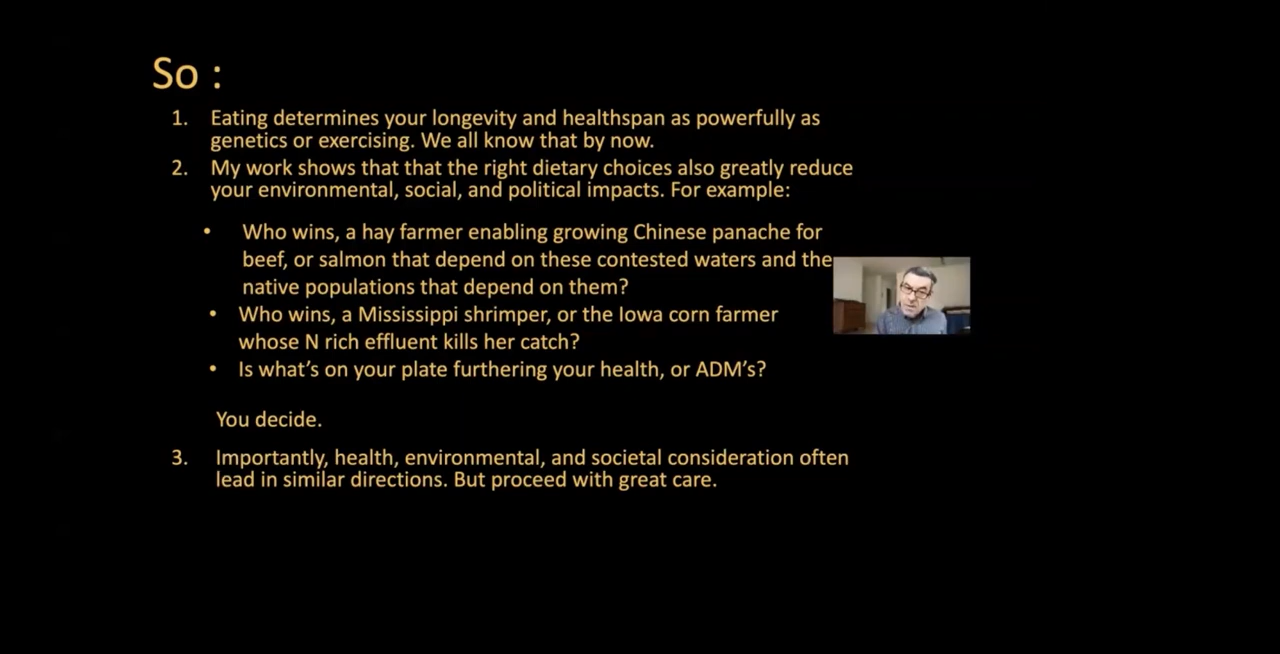 So :
1. Eating determines your longevity and healthspan as powerfully as
genetics or exercising. We all know that by now.
2. My work shows that that the right dietary choices also greatly reduce
your environmental, social, and political impacts. For example:
• Who wins, a hay farmer enabling growing Chinese panache for
beef, or salmon that depend on these contested waters and the
native populations that depend on them?
• Who wins, a Mississippi shrimper, or the Iowa corn farmer
whose N rich effluent kills her catch?
• Is what's on your plate furthering your health, or ADM's?
You decide.
3. Importantly, health, environmental, and societal consideration often
lead in similar directions. But proceed with great care.